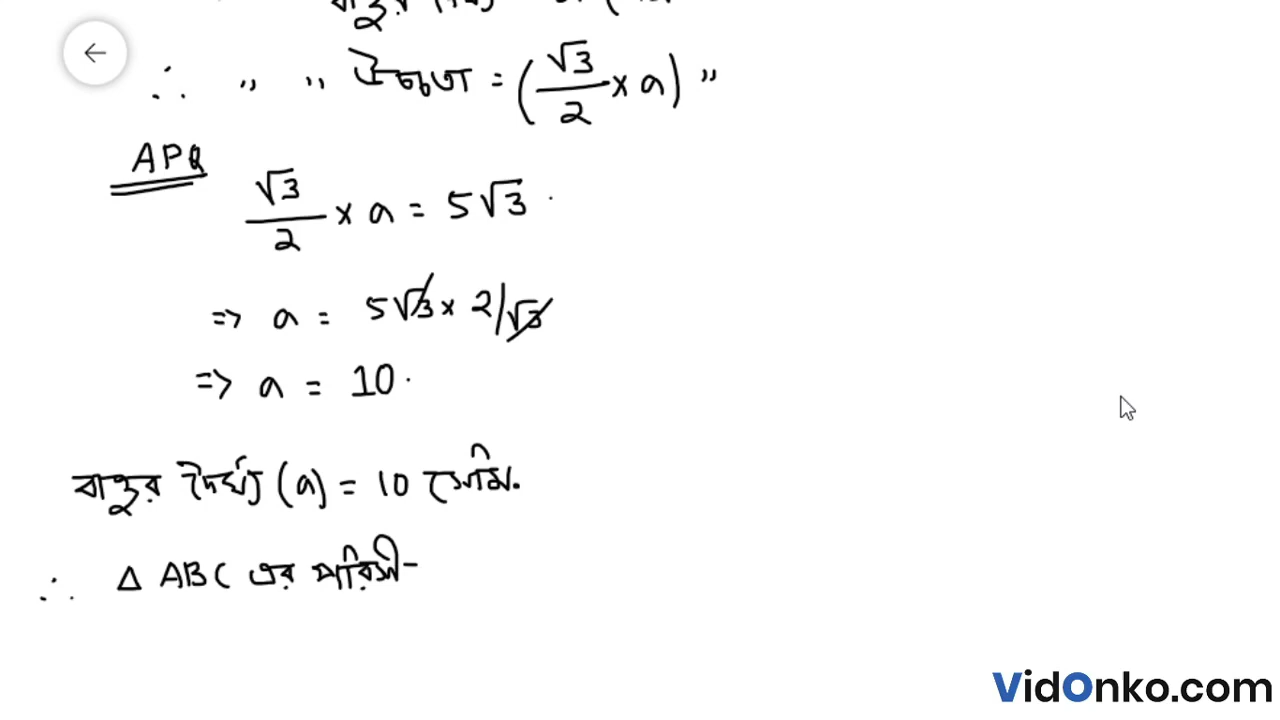 বাহুর
∴ " " উচ্চতা = (√3/2 × a) "
APQ
√3/2 × a = 5√3
=> a = 5√3 × 2/√3
=> a = 10
বাহুর দৈর্ঘ্য (a) = 10 সেমি.
∴ Δ ABC এর পরিসী
VidOnko.com